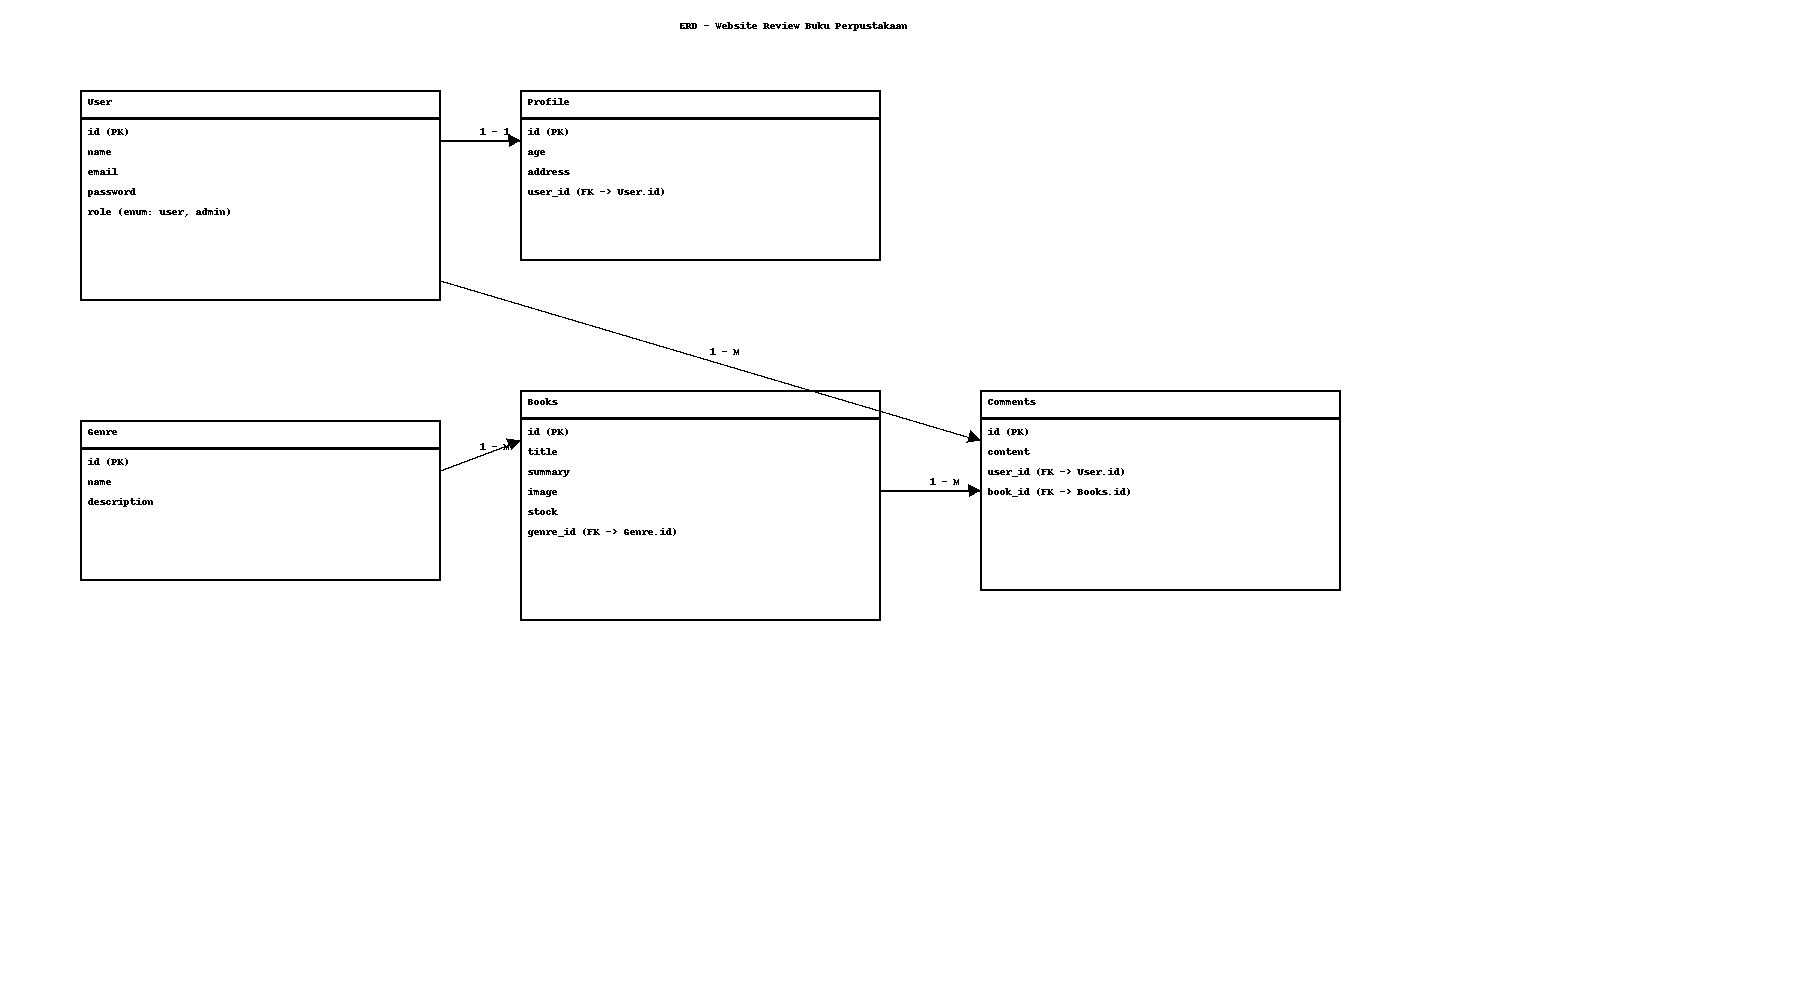 ERD - Website Review Buku Perpustakaan
User
id (PK)
name
email
password
role (enum: user, admin)
1 - 1
Profile
id (PK)
age
address
user_id (FK -> User.id)
1 - M
Genre
id (PK)
name
description
1 - M
Books
id (PK)
title
summary
image
stock
genre_id (FK -> Genre.id)
1 - M
Comments
id (PK)
content
user_id (FK -> User.id)
book_id (FK -> Books.id)